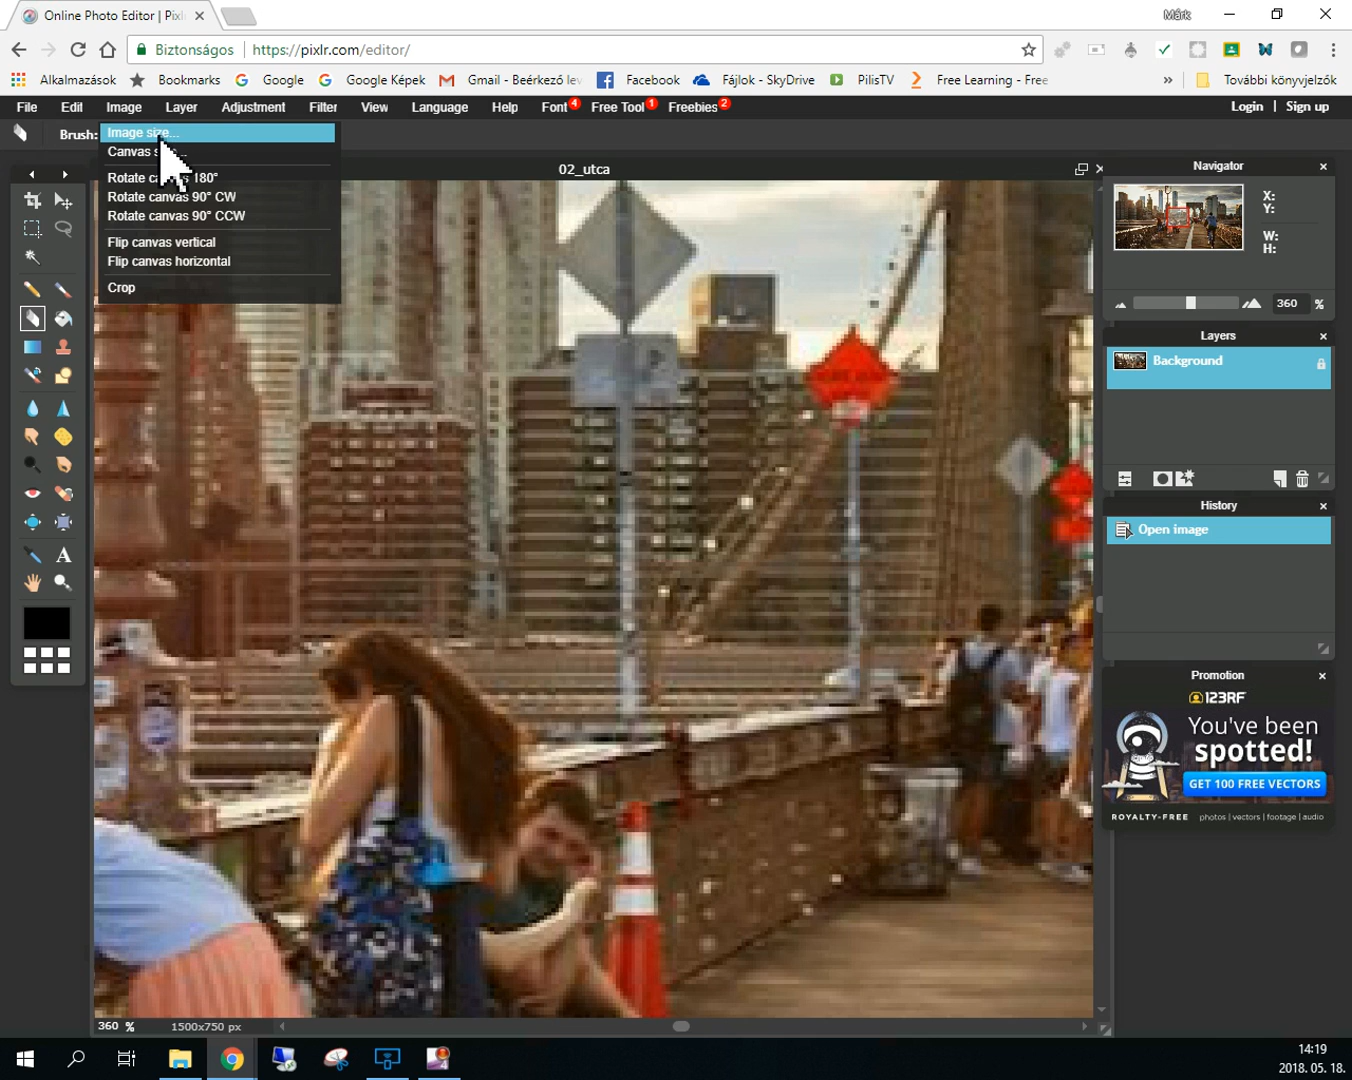 Online Photo Editor | Pixl
Márk
Biztonságos
https://pixlr.com/editor/
Alkalmazások
Bookmarks
Google
Google Képek
Gmail - Beérkező lev
Facebook
Fájlok - SkyDrive
PilisTV
Free Learning - Free
»
További könyvjelzők
File Edit Image Layer Adjustment Filter View Language Help Font 4 Free Tool 1 Freebies 2
Login | Sign up
Brush:
Image size...
Canvas
Rotate canvas 180°
Rotate canvas 90° CW
Rotate canvas 90° CCW
Flip canvas vertical
Flip canvas horizontal
Crop
02_utca
Navigator
X:
Y:
W:
H:
360 %
Layers
Background
History
Open image
Promotion
123RF
You've been
spotted!
GET 100 FREE VECTORS
ROYALTY-FREE photos | vectors | footage | audio
A
360 % 1500x750 px
14:19
2018. 05. 18.